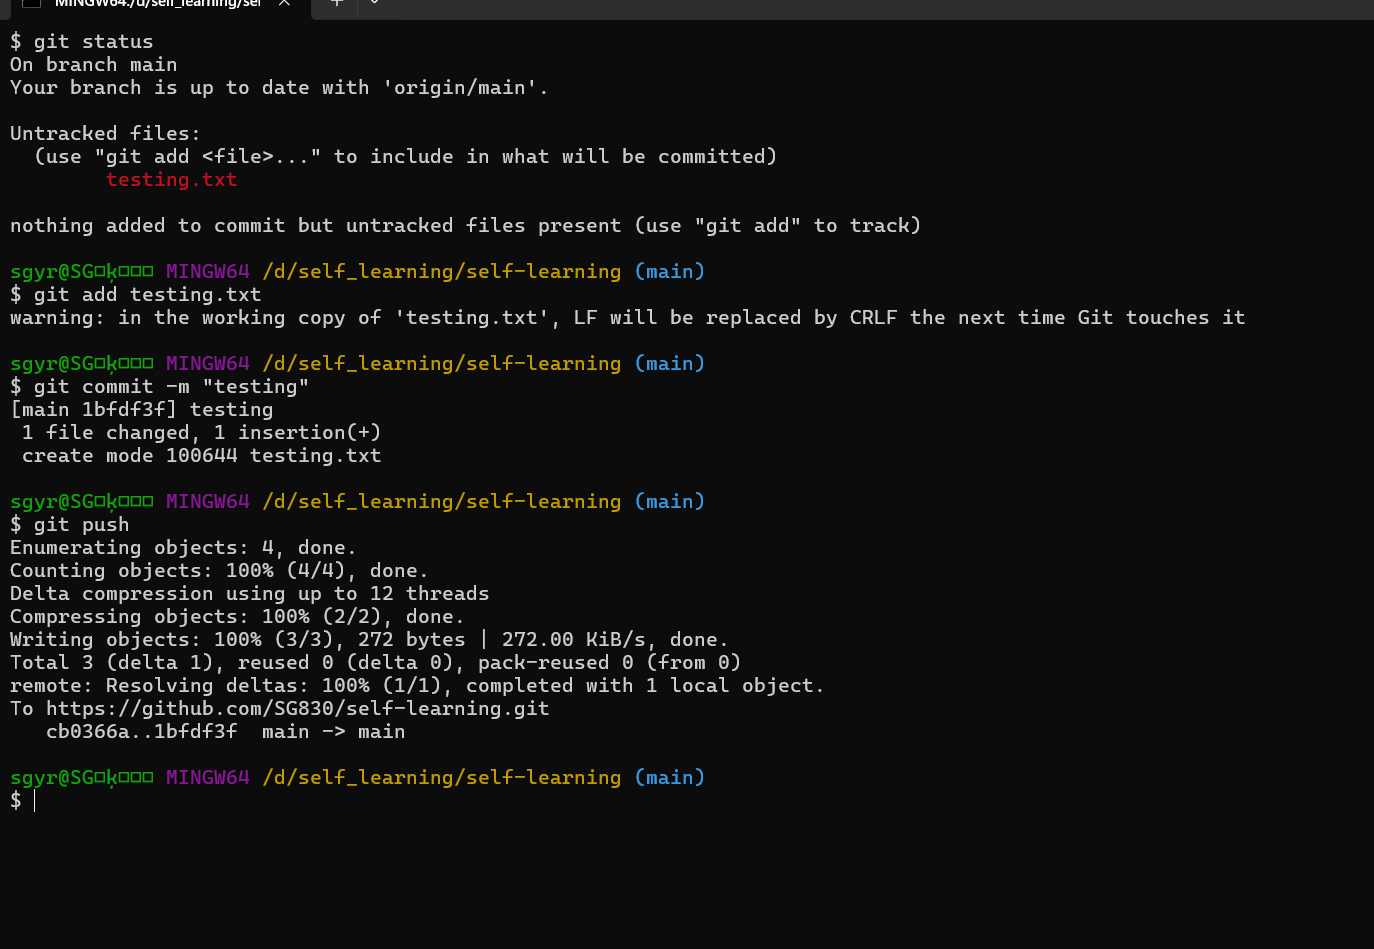 MINGW64:/d/self_learning/sel
$ git status
On branch main
Your branch is up to date with 'origin/main'.
Untracked files:
(use "git add <file>..." to include in what will be committed)
testing.txt
nothing added to commit but untracked files present (use "git add" to track)
sgyr@SG□ķ□□□ MINGW64 /d/self_learning/self-learning (main)
$ git add testing.txt
warning: in the working copy of 'testing.txt', LF will be replaced by CRLF the next time Git touches it
sgyr@SG□ķ□□□ MINGW64 /d/self_learning/self-learning (main)
$ git commit -m "testing"
[main 1bfdf3f] testing
1 file changed, 1 insertion(+)
create mode 100644 testing.txt
sgyr@SG□ķ□□□ MINGW64 /d/self_learning/self-learning (main)
$ git push
Enumerating objects: 4, done.
Counting objects: 100% (4/4), done.
Delta compression using up to 12 threads
Compressing objects: 100% (2/2), done.
Writing objects: 100% (3/3), 272 bytes | 272.00 KiB/s, done.
Total 3 (delta 1), reused 0 (delta 0), pack-reused 0 (from 0)
remote: Resolving deltas: 100% (1/1), completed with 1 local object.
To https://github.com/SG830/self-learning.git
cb0366a..1bfdf3f  main -> main
sgyr@SG□ķ□□□ MINGW64 /d/self_learning/self-learning (main)
$